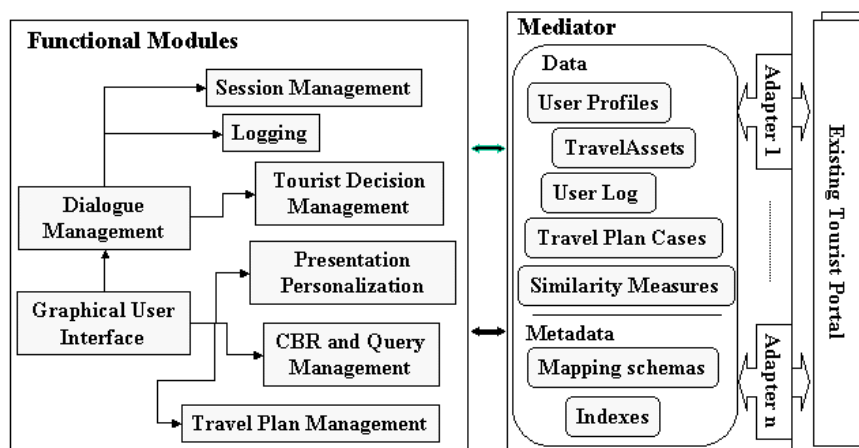 Functional Modules
Session Management
Logging
Tourist Decision
Management
Dialogue
Management
Presentation
Personalization
Graphical User
Interface
CBR and Query
Management
Travel Plan Management
Mediator
Data
User Profiles
TravelAssets
User Log
Travel Plan Cases
Similarity Measures
Metadata
Mapping schemas
Indexes
Adapter 1
Adapter n
Existing Tourist Portal